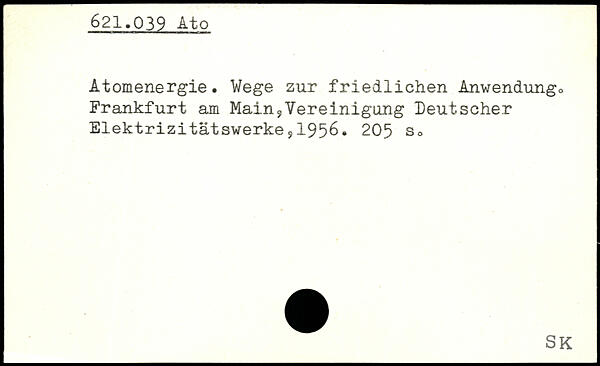 621.039 Ato
Atomenergie. Wege zur friedlichen Anwendung.
Frankfurt am Main,Vereinigung Deutscher
Elektrizitätswerke,1956. 205 s.
SK